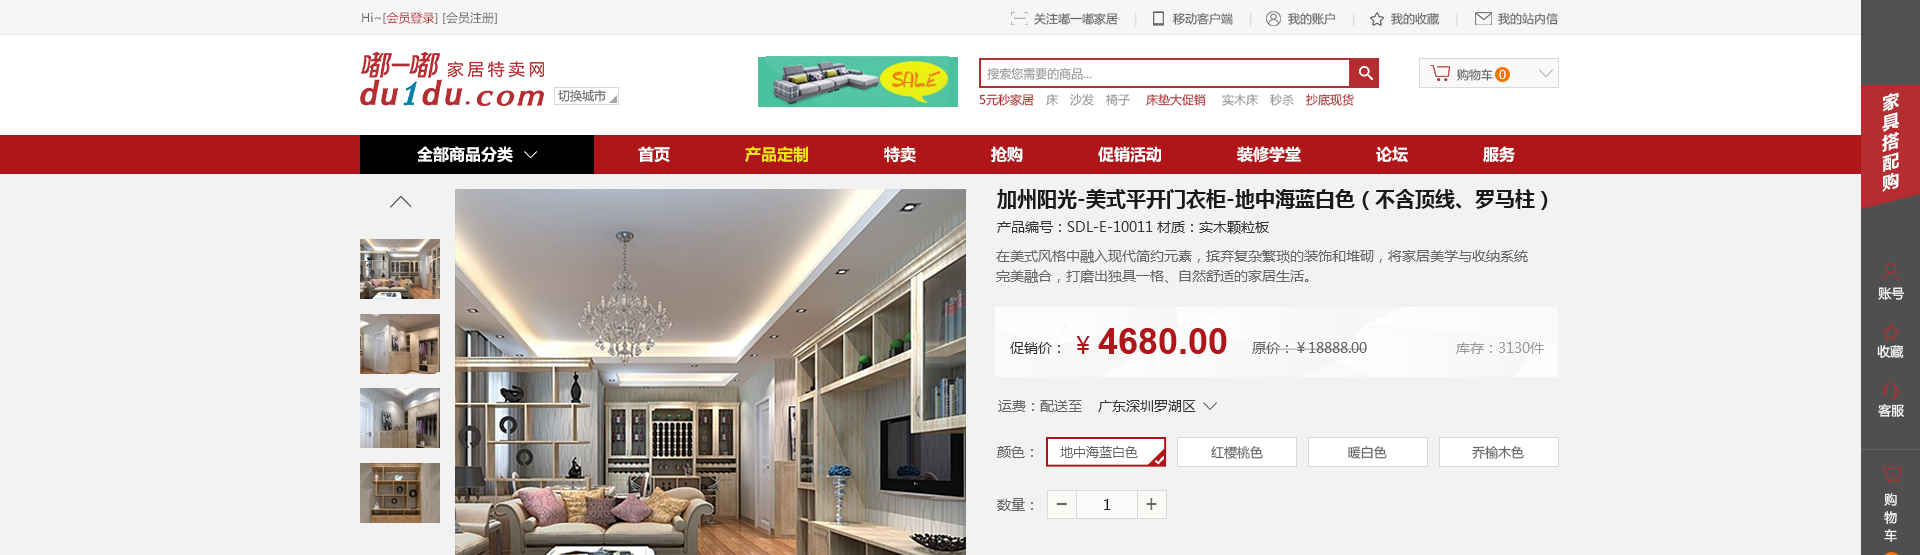 Hi~[会员登录] [会员注册]
关注嘟一嘟家居 | 移动客户端 | 我的账户 | 我的收藏 | 我的站内信
嘟一嘟 家居特卖网
du1du.com
切换城市
SALE
搜索您需要的商品...
购物车 0
5元秒家居 床 沙发 椅子 床垫大促销 实木床 秒杀 抄底现货
全部商品分类 首页 产品定制 特卖 抢购 促销活动 装修学堂 论坛 服务
加州阳光-美式平开门衣柜-地中海蓝白色（不含顶线、罗马柱）
产品编号：SDL-E-10011 材质：实木颗粒板
在美式风格中融入现代简约元素，摈弃复杂繁琐的装饰和堆砌，将家居美学与收纳系统
完美融合，打磨出独具一格、自然舒适的家居生活。
促销价： ¥ 4680.00 原价：¥18888.00 库存：3130件
运费：配送至 广东深圳罗湖区
颜色： 地中海蓝白色 红樱桃色 暖白色 乔榆木色
数量： − 1 +
家具搭配购
账号
收藏
客服
购物车